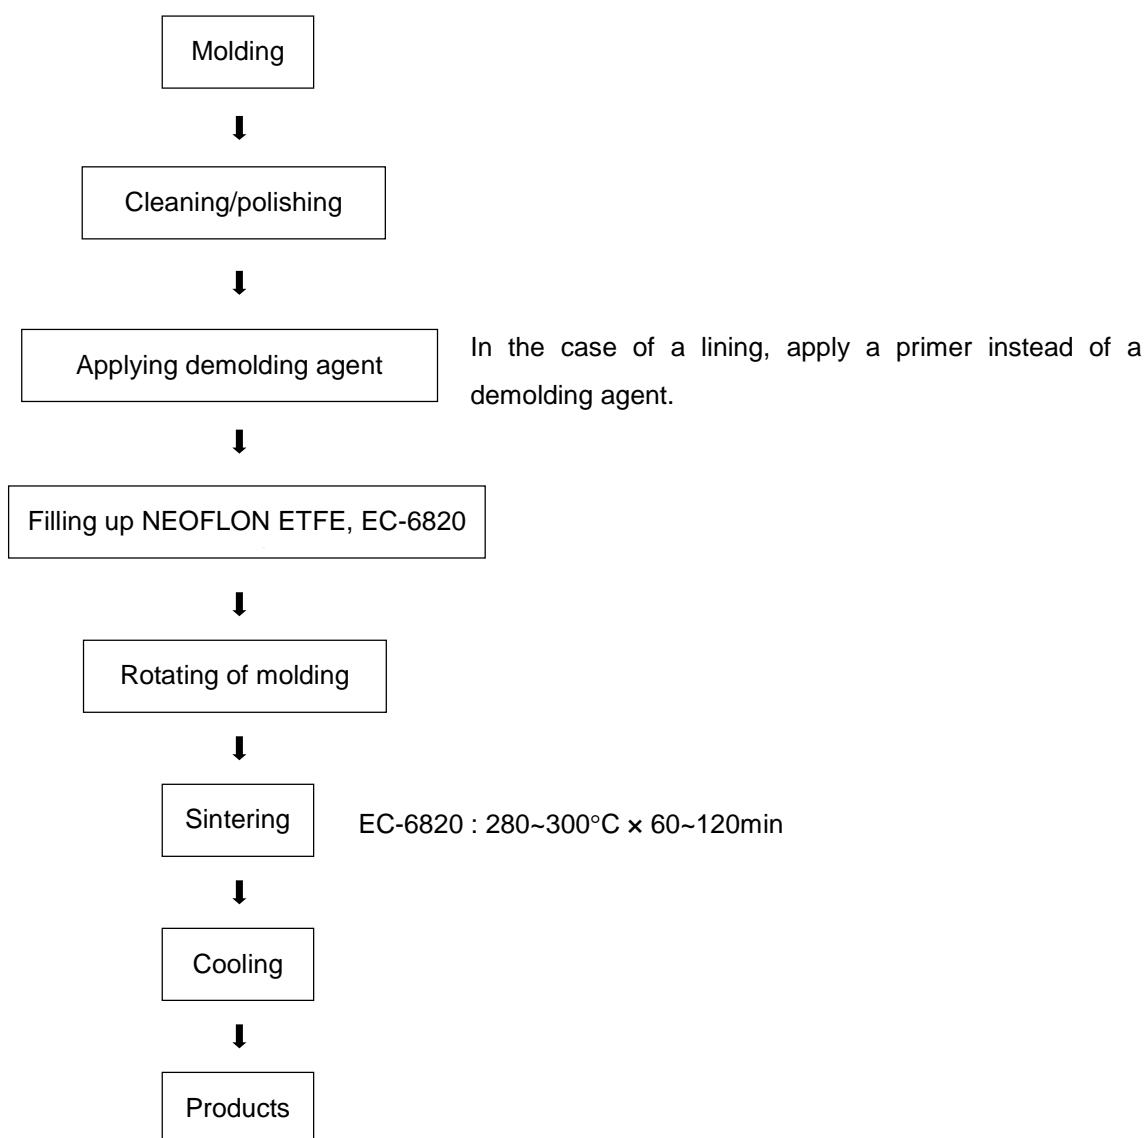 Molding
Cleaning/polishing
Applying demolding agent
In the case of a lining, apply a primer instead of a
demolding agent.
Filling up NEOFLON ETFE, EC-6820
Rotating of molding
Sintering
EC-6820 : 280~300°C × 60~120min
Cooling
Products